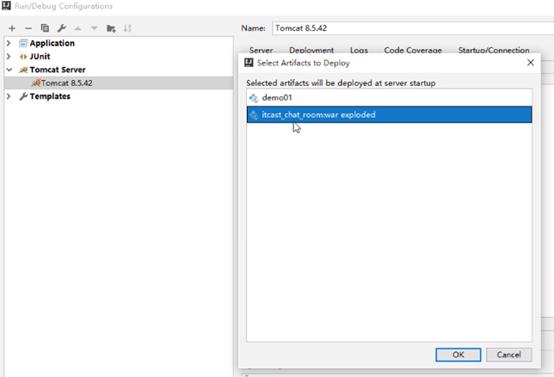 Run/Debug Configurations
Name: Tomcat 8.5.42
Application
JUnit
Tomcat Server
Tomcat 8.5.42
Templates
Server Deployment Logs Code Coverage Startup/Connection
Select Artifacts to Deploy
Selected artifacts will be deployed at server startup
demo01
itcast_chat_room:war exploded
OK Cancel